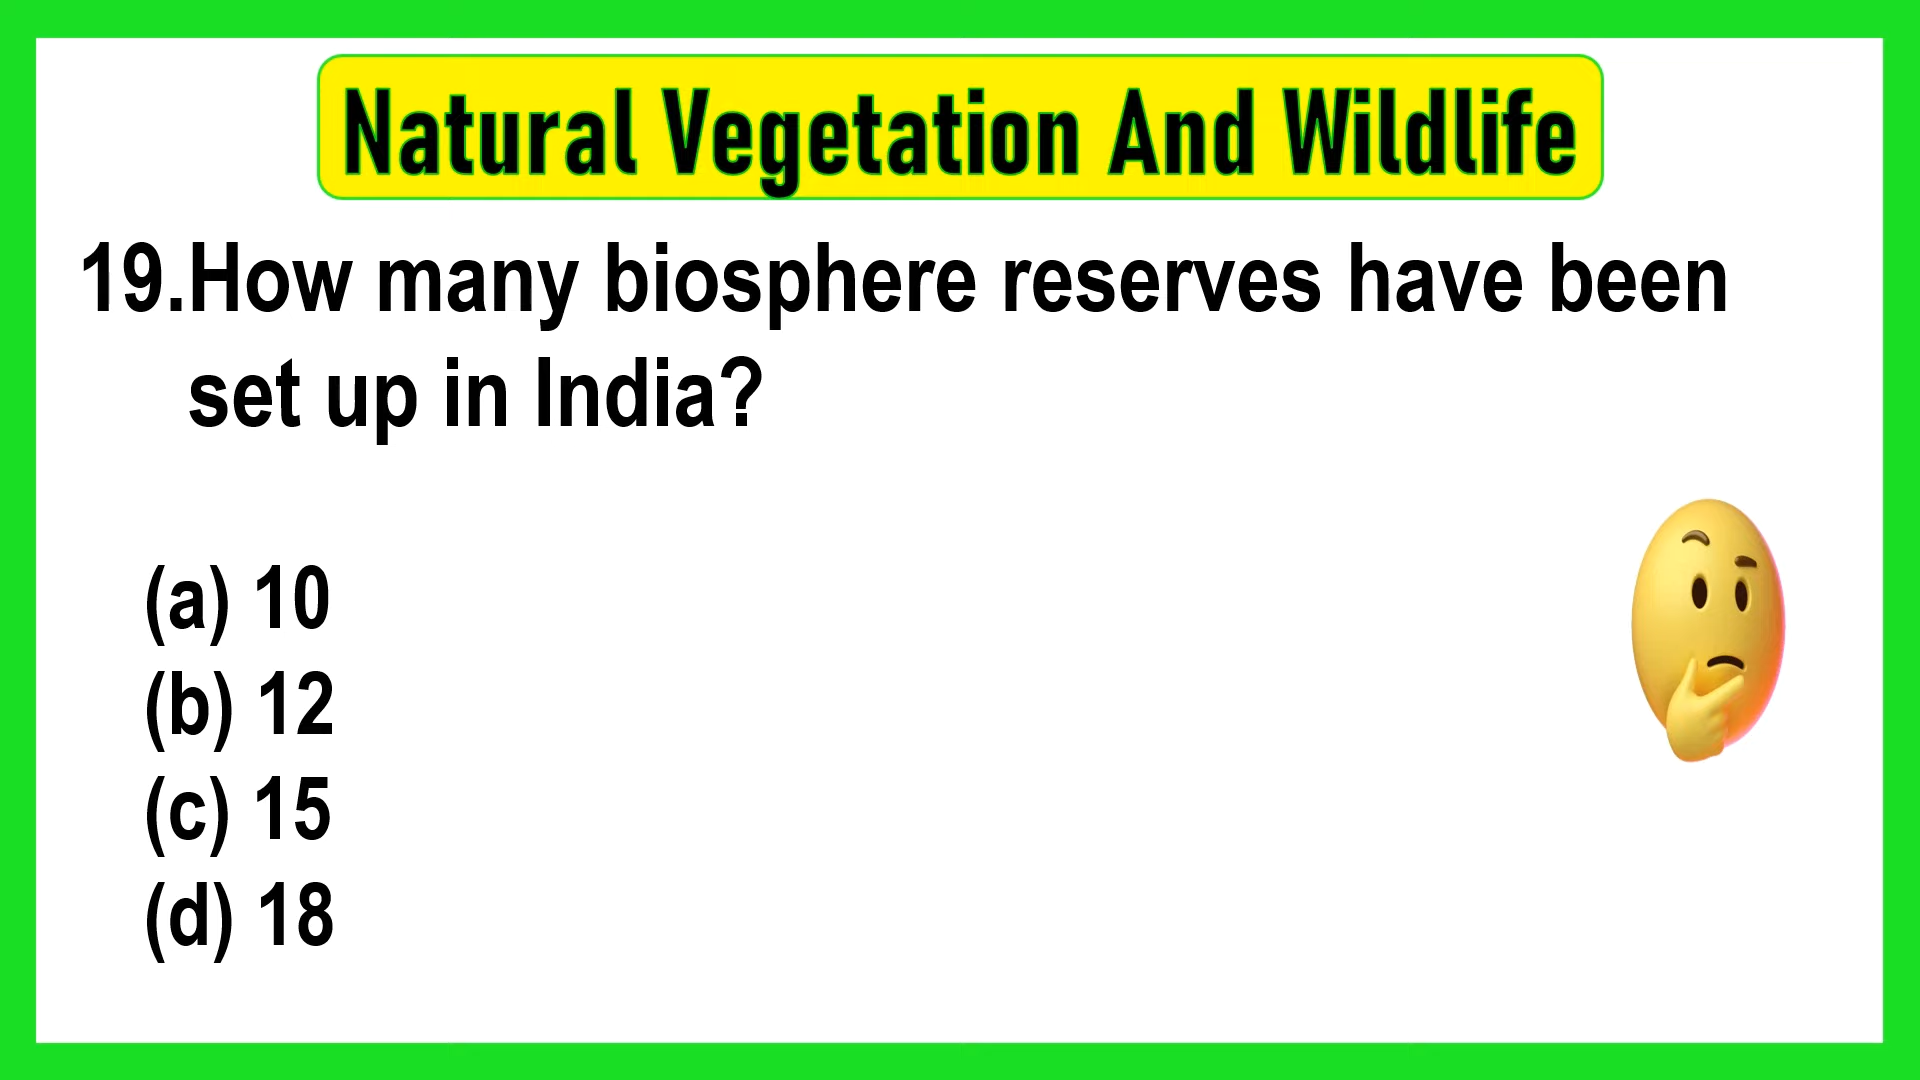 Natural Vegetation And Wildlife
19.How many biosphere reserves have been
set up in India?
(a) 10
(b) 12
(c) 15
(d) 18